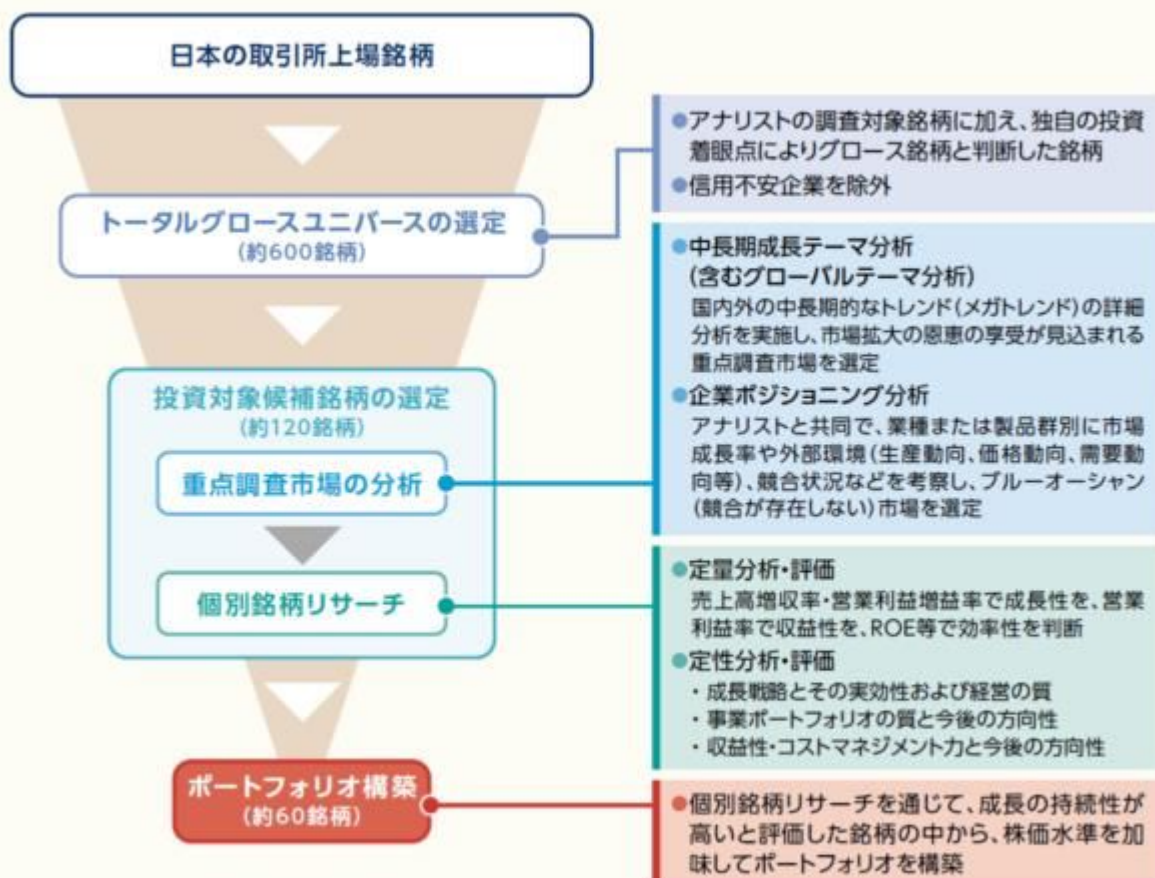 日本の取引所上場銘柄
トータルグロースユニバースの選定
(約600銘柄)
●アナリストの調査対象銘柄に加え、独自の投資
着眼点によりグロース銘柄と判断した銘柄
●信用不安企業を除外
投資対象候補銘柄の選定
(約120銘柄)
重点調査市場の分析
●中長期成長テーマ分析
(含むグローバルテーマ分析)
国内外の中長期的なトレンド(メガトレンド)の詳細
分析を実施し、市場拡大の恩恵の享受が見込まれる
重点調査市場を選定
●企業ポジショニング分析
アナリストと共同で、業種または製品群別に市場
成長率や外部環境(生産動向、価格動向、需要動
向等)、競合状況などを考察し、ブルーオーシャン
(競合が存在しない)市場を選定
個別銘柄リサーチ
●定量分析・評価
売上高増収率・営業利益増益率で成長性を、営業
利益率で収益性を、ROE等で効率性を判断
●定性分析・評価
・成長戦略とその実効性および経営の質
・事業ポートフォリオの質と今後の方向性
・収益性・コストマネジメント力と今後の方向性
ポートフォリオ構築
(約60銘柄)
●個別銘柄リサーチを通じて、成長の持続性が
高いと評価した銘柄の中から、株価水準を加
味してポートフォリオを構築